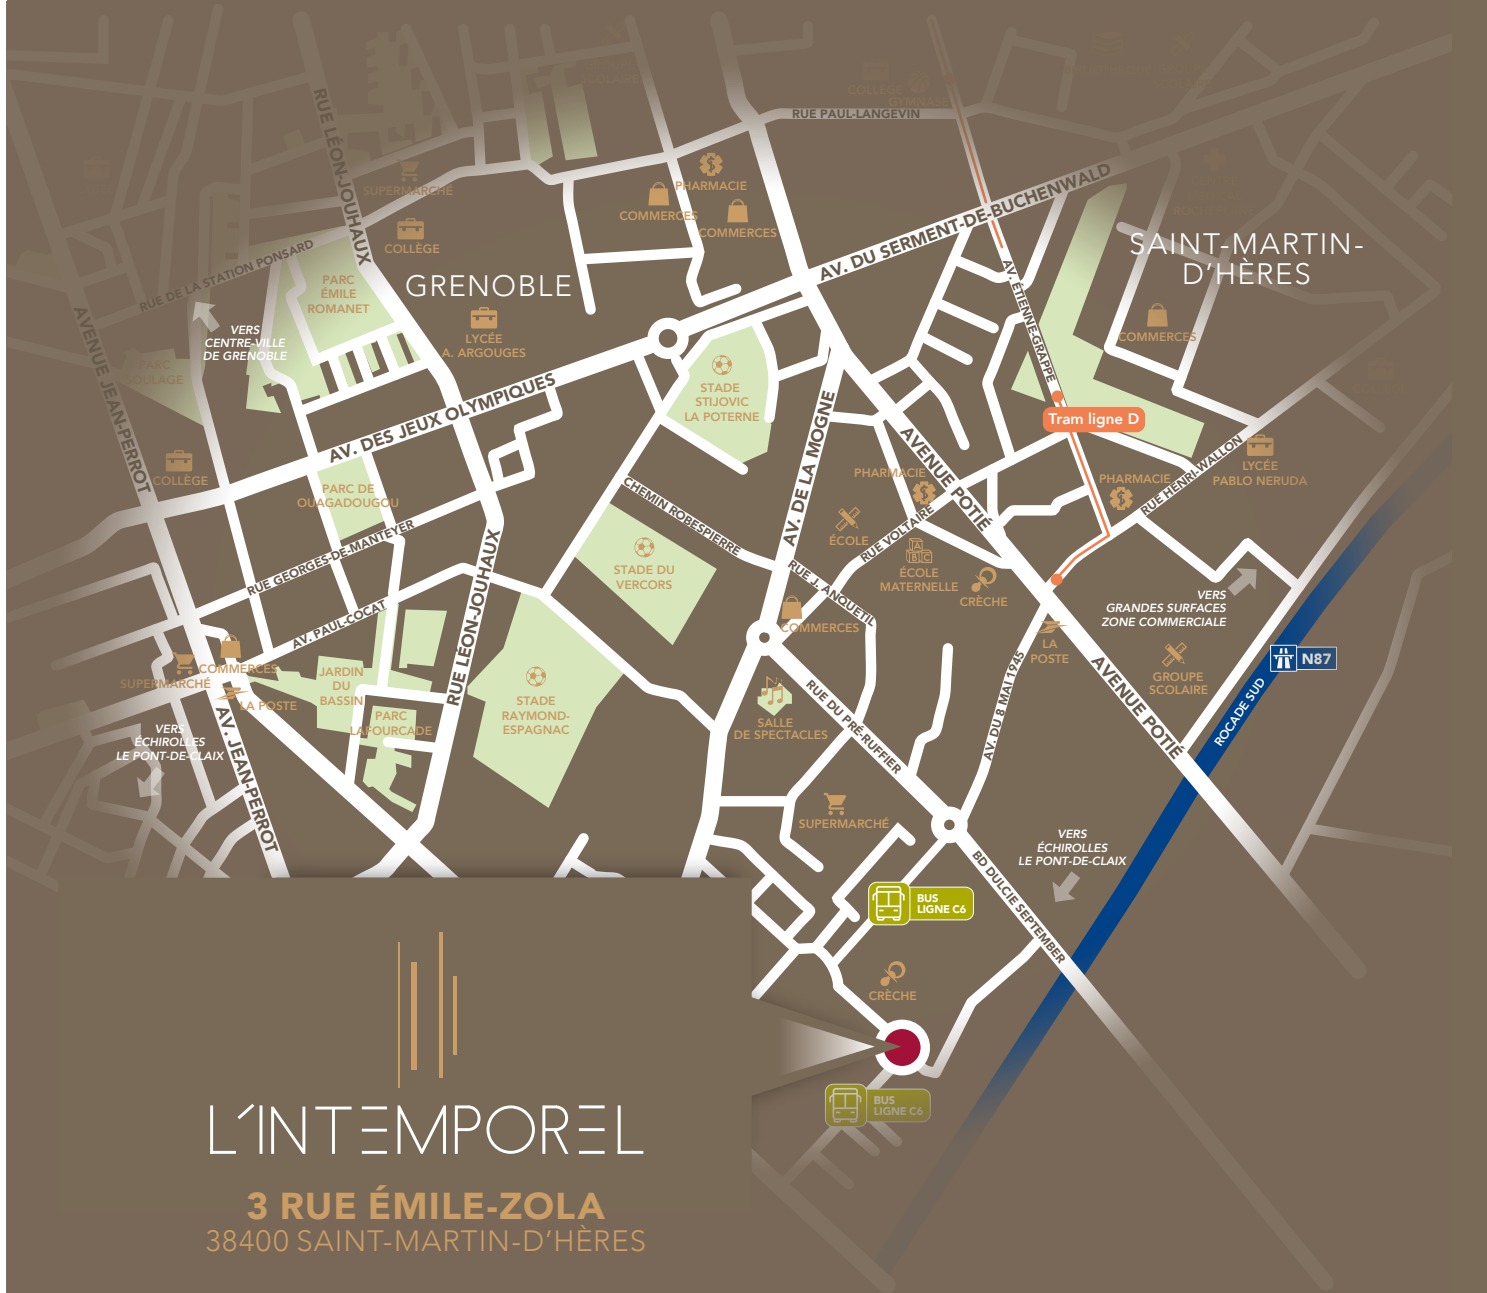 COLLÈGE
GYMNASE
RUE PAUL-LANGEVIN
RUE LÉON-JOUHAUX
SUPERMARCHÉ
COLLÈGE
PHARMACIE
COMMERCES
COMMERCES
AV. DU SERMENT-DE-BUCHENWALD
SAINT-MARTIN-
D'HÈRES
RUE DE LA STATION PONSARD
PARC
ÉMILE
ROMANET
GRENOBLE
AV. ÉTIENNE-GRAPPE
COMMERCES
VERS
CENTRE-VILLE
DE GRENOBLE
LYCÉE
A. ARGOUGES
AVENUE JEAN-PERROT
PARC
STADE
STIJOVIC
LA POTERNE
Tram ligne D
AV. DES JEUX OLYMPIQUES
AV. DE LA MOGNE
AVENUE POTIÉ
RUE HENRI-WALLON
LYCÉE
PABLO NERUDA
COLLÈGE
PARC DE
OUAGADOUGOU
PHARMACIE
PHARMACIE
CHEMIN ROBESPIERRE
RUE GEORGES-DE-MANTEYER
RUE LÉON-JOUHAUX
STADE DU
VERCORS
ÉCOLE
RUE VOLTAIRE
A
B C
ÉCOLE
MATERNELLE
CRÈCHE
RUE J. ANQUETIL
VERS
GRANDES SURFACES
ZONE COMMERCIALE
AV. PAUL-COCAT
COMMERCES
COMMERCES
SUPERMARCHÉ
LA POSTE
JARDIN
DU
BASSIN
PARC
LAFOURCADE
STADE
RAYMOND-
ESPAGNAC
SALLE
DE SPECTACLES
RUE DU PRÉ-RUFFIER
AV. DU 8 MAI 1945
LA
POSTE
AVENUE POTIÉ
GROUPE
SCOLAIRE
N87
ROCADE SUD
VERS
ÉCHIROLLES
LE PONT-DE-CLAIX
AV. JEAN-PERROT
SUPERMARCHÉ
VERS
ÉCHIROLLES
LE PONT-DE-CLAIX
BD DULCIE SEPTEMBER
BUS
LIGNE C6
CRÈCHE
BUS
LIGNE C6
L'INTEMPOREL
3 RUE ÉMILE-ZOLA
38400 SAINT-MARTIN-D'HÈRES